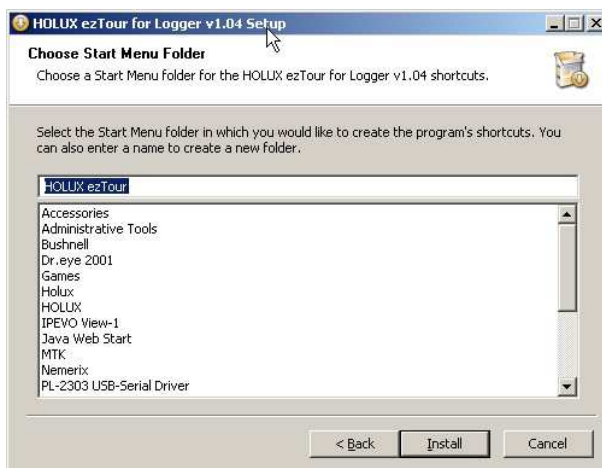 HOLUX ezTour for Logger v1.04 Setup
Choose Start Menu Folder
Choose a Start Menu folder for the HOLUX ezTour for Logger v1.04 shortcuts.
Select the Start Menu folder in which you would like to create the program's shortcuts. You
can also enter a name to create a new folder.
HOLUX ezTour
Accessories
Administrative Tools
Bushnell
Dr.eye 2001
Games
Holux
HOLUX
IPEVO View-1
Java Web Start
MTK
Nemerix
PL-2303 USB-Serial Driver
< Back Install Cancel